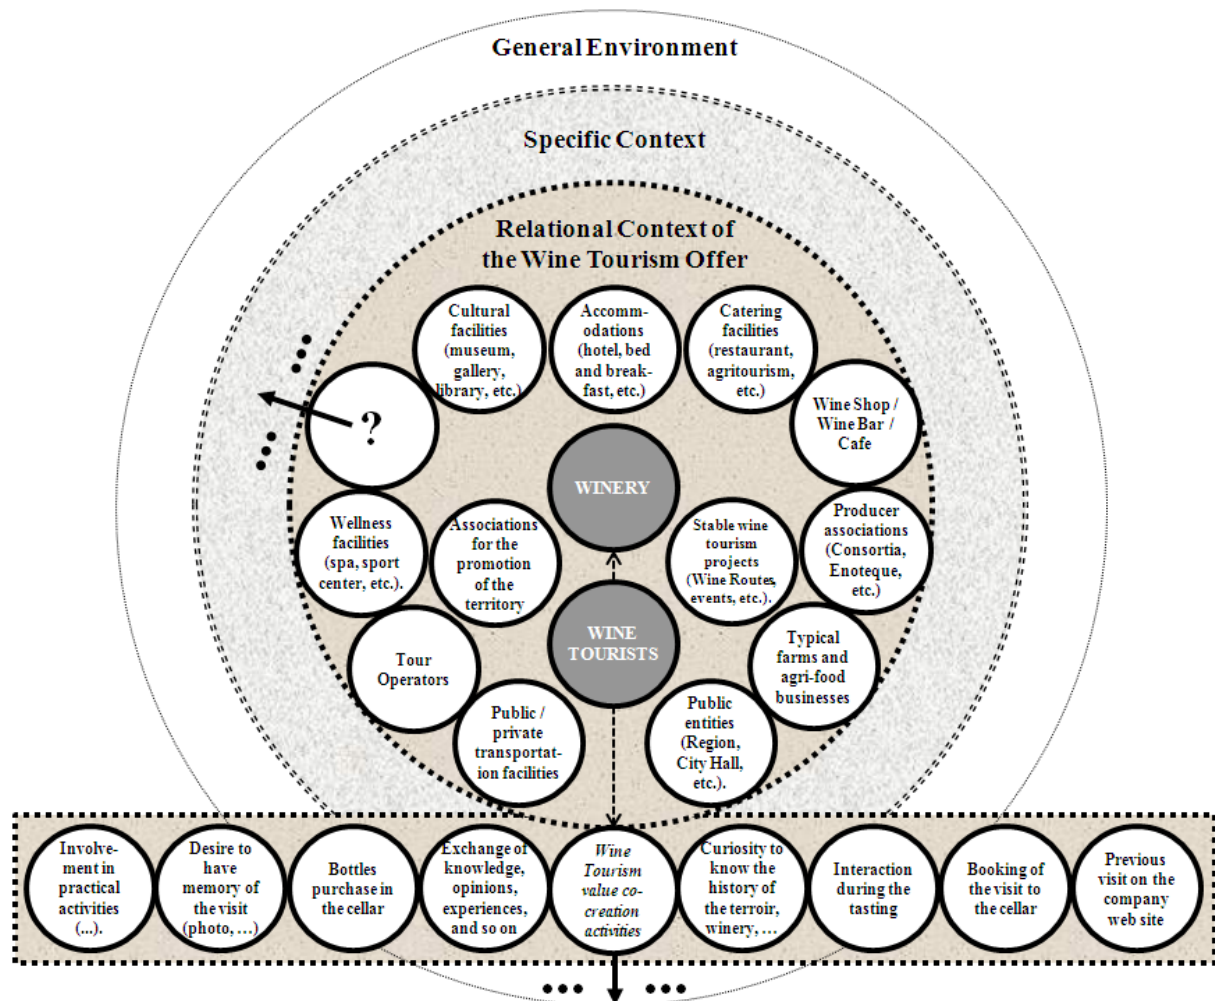 General Environment
Specific Context
Relational Context of
the Wine Tourism Offer
Cultural
facilities
(museum,
gallery,
library, etc.)
Accomm-
odations
(hotel, bed
and break-
fast, etc.)
Catering
facilities
(restaurant,
agritourism,
etc.)
?
Wine Shop /
Wine Bar /
Cafe
WINERY
Wellness
facilities
(spa, sport
center, etc.).
Associations
for the
promotion
of the
territory
Stable wine
tourism
projects
(Wine Routes,
events, etc.).
Producer
associations
(Consortia,
Enoteque,
etc.)
WINE
TOURISTS
Tour
Operators
Typical
farms and
agri-food
businesses
Public /
private
transportat-
ion facilities
Public
entities
(Region,
City Hall,
etc.).
Involve-
ment in
practical
activities
(...).
Desire to
have
memory of
the visit
(photo, …)
Bottles
purchase in
the cellar
Exchange of
knowledge,
opinions,
experiences,
and so on
Wine
Tourism
value co-
creation
activities
Curiosity to
know the
history of
the terroir,
winery, …
Interaction
during the
tasting
Booking of
the visit to
the cellar
Previous
visit on the
company
web site